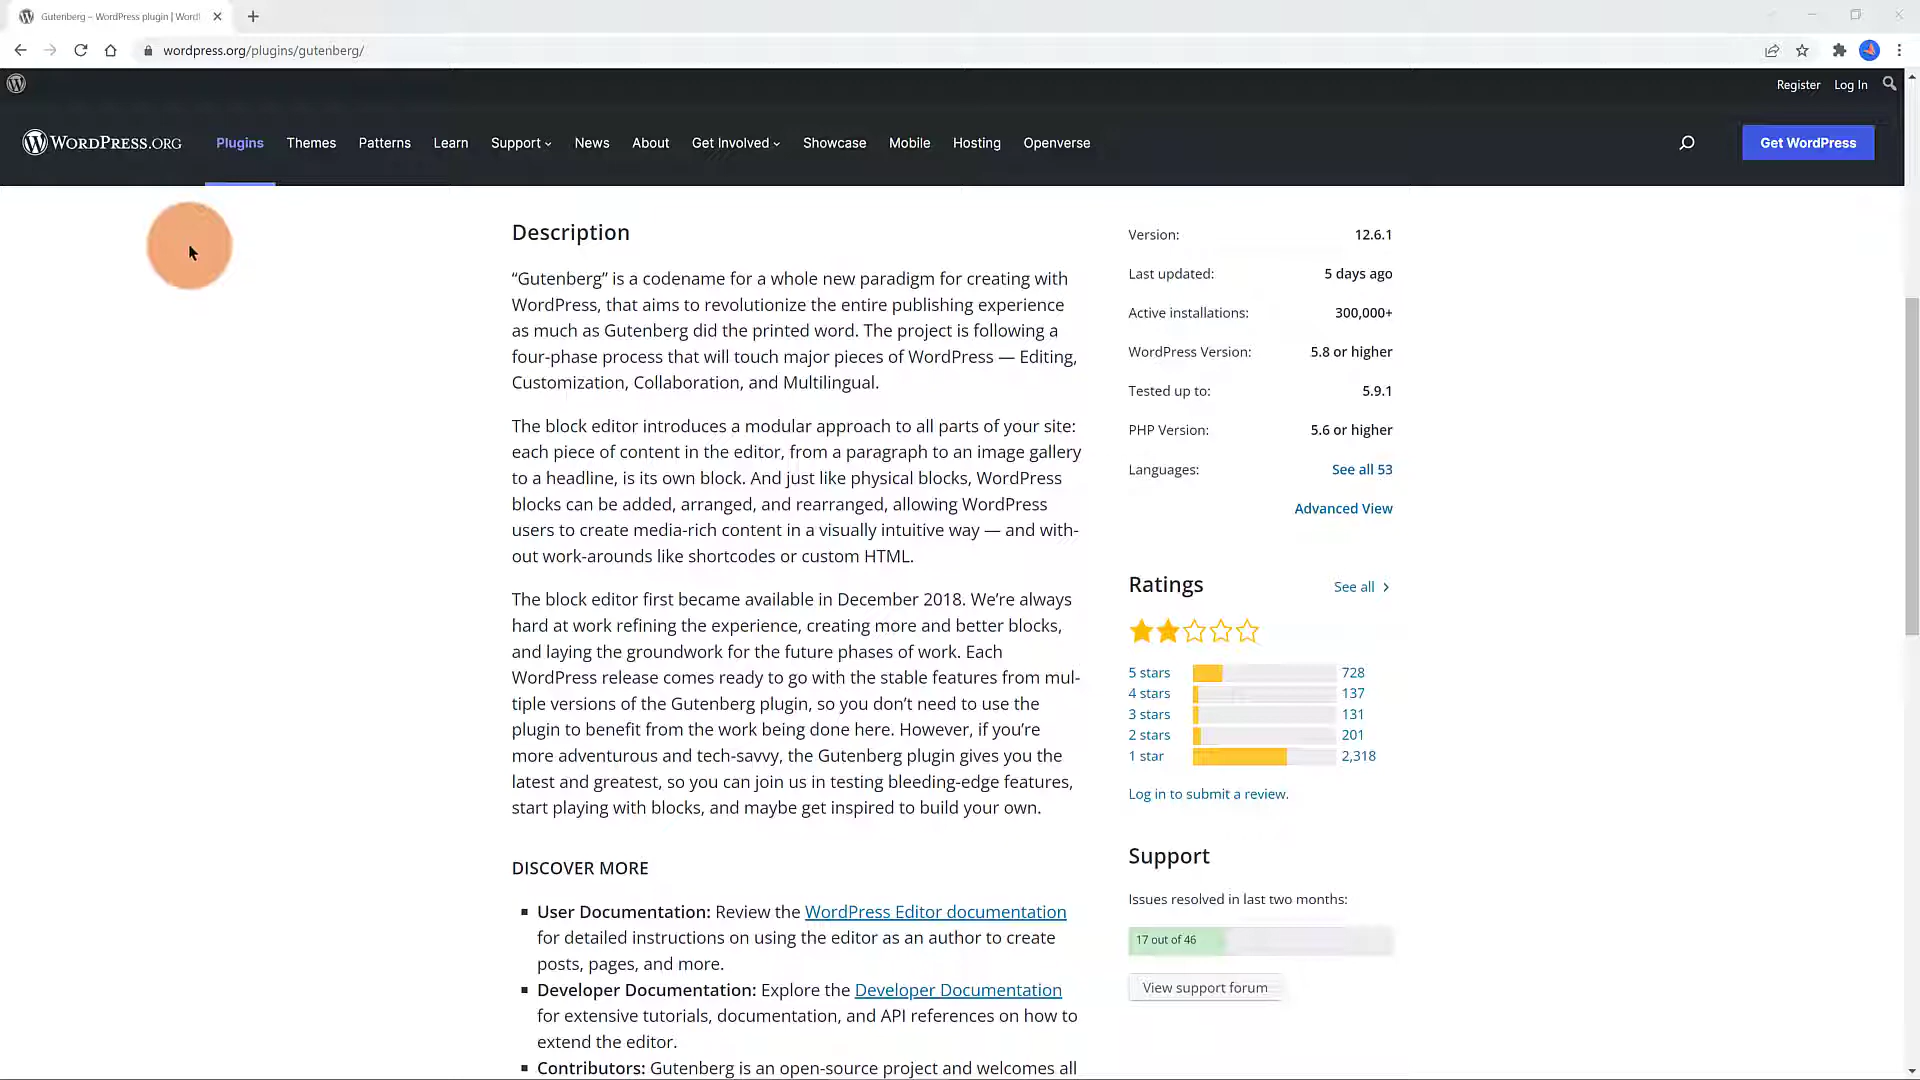 Gutenberg – WordPress plugin | Word
wordpress.org/plugins/gutenberg/
Register Log In
WORDPRESS.ORG Plugins Themes Patterns Learn Support News About Get Involved Showcase Mobile Hosting Openverse Get WordPress
Description
“Gutenberg” is a codename for a whole new paradigm for creating with
WordPress, that aims to revolutionize the entire publishing experience
as much as Gutenberg did the printed word. The project is following a
four-phase process that will touch major pieces of WordPress — Editing,
Customization, Collaboration, and Multilingual.
The block editor introduces a modular approach to all parts of your site:
each piece of content in the editor, from a paragraph to an image gallery
to a headline, is its own block. And just like physical blocks, WordPress
blocks can be added, arranged, and rearranged, allowing WordPress
users to create media-rich content in a visually intuitive way — and with-
out work-arounds like shortcodes or custom HTML.
The block editor first became available in December 2018. We’re always
hard at work refining the experience, creating more and better blocks,
and laying the groundwork for the future phases of work. Each
WordPress release comes ready to go with the stable features from mul-
tiple versions of the Gutenberg plugin, so you don’t need to use the
plugin to benefit from the work being done here. However, if you’re
more adventurous and tech-savvy, the Gutenberg plugin gives you the
latest and greatest, so you can join us in testing bleeding-edge features,
start playing with blocks, and maybe get inspired to build your own.
DISCOVER MORE
▪ User Documentation: Review the WordPress Editor documentation
for detailed instructions on using the editor as an author to create
posts, pages, and more.
▪ Developer Documentation: Explore the Developer Documentation
for extensive tutorials, documentation, and API references on how to
extend the editor.
▪ Contributors: Gutenberg is an open-source project and welcomes all
Version: 12.6.1
Last updated: 5 days ago
Active installations: 300,000+
WordPress Version: 5.8 or higher
Tested up to: 5.9.1
PHP Version: 5.6 or higher
Languages: See all 53
Advanced View
Ratings See all
5 stars 728
4 stars 137
3 stars 131
2 stars 201
1 star 2,318
Log in to submit a review.
Support
Issues resolved in last two months:
17 out of 46
View support forum